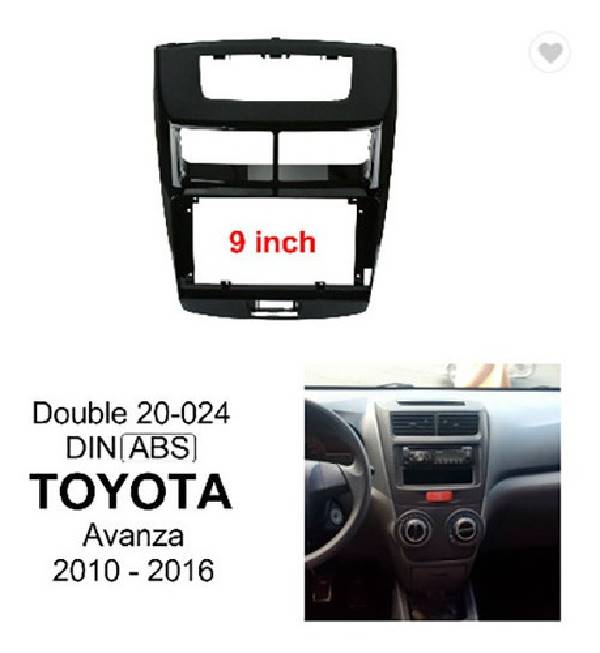 9 inch
Double 20-024
DIN(ABS)
TOYOTA
Avanza
2010 - 2016